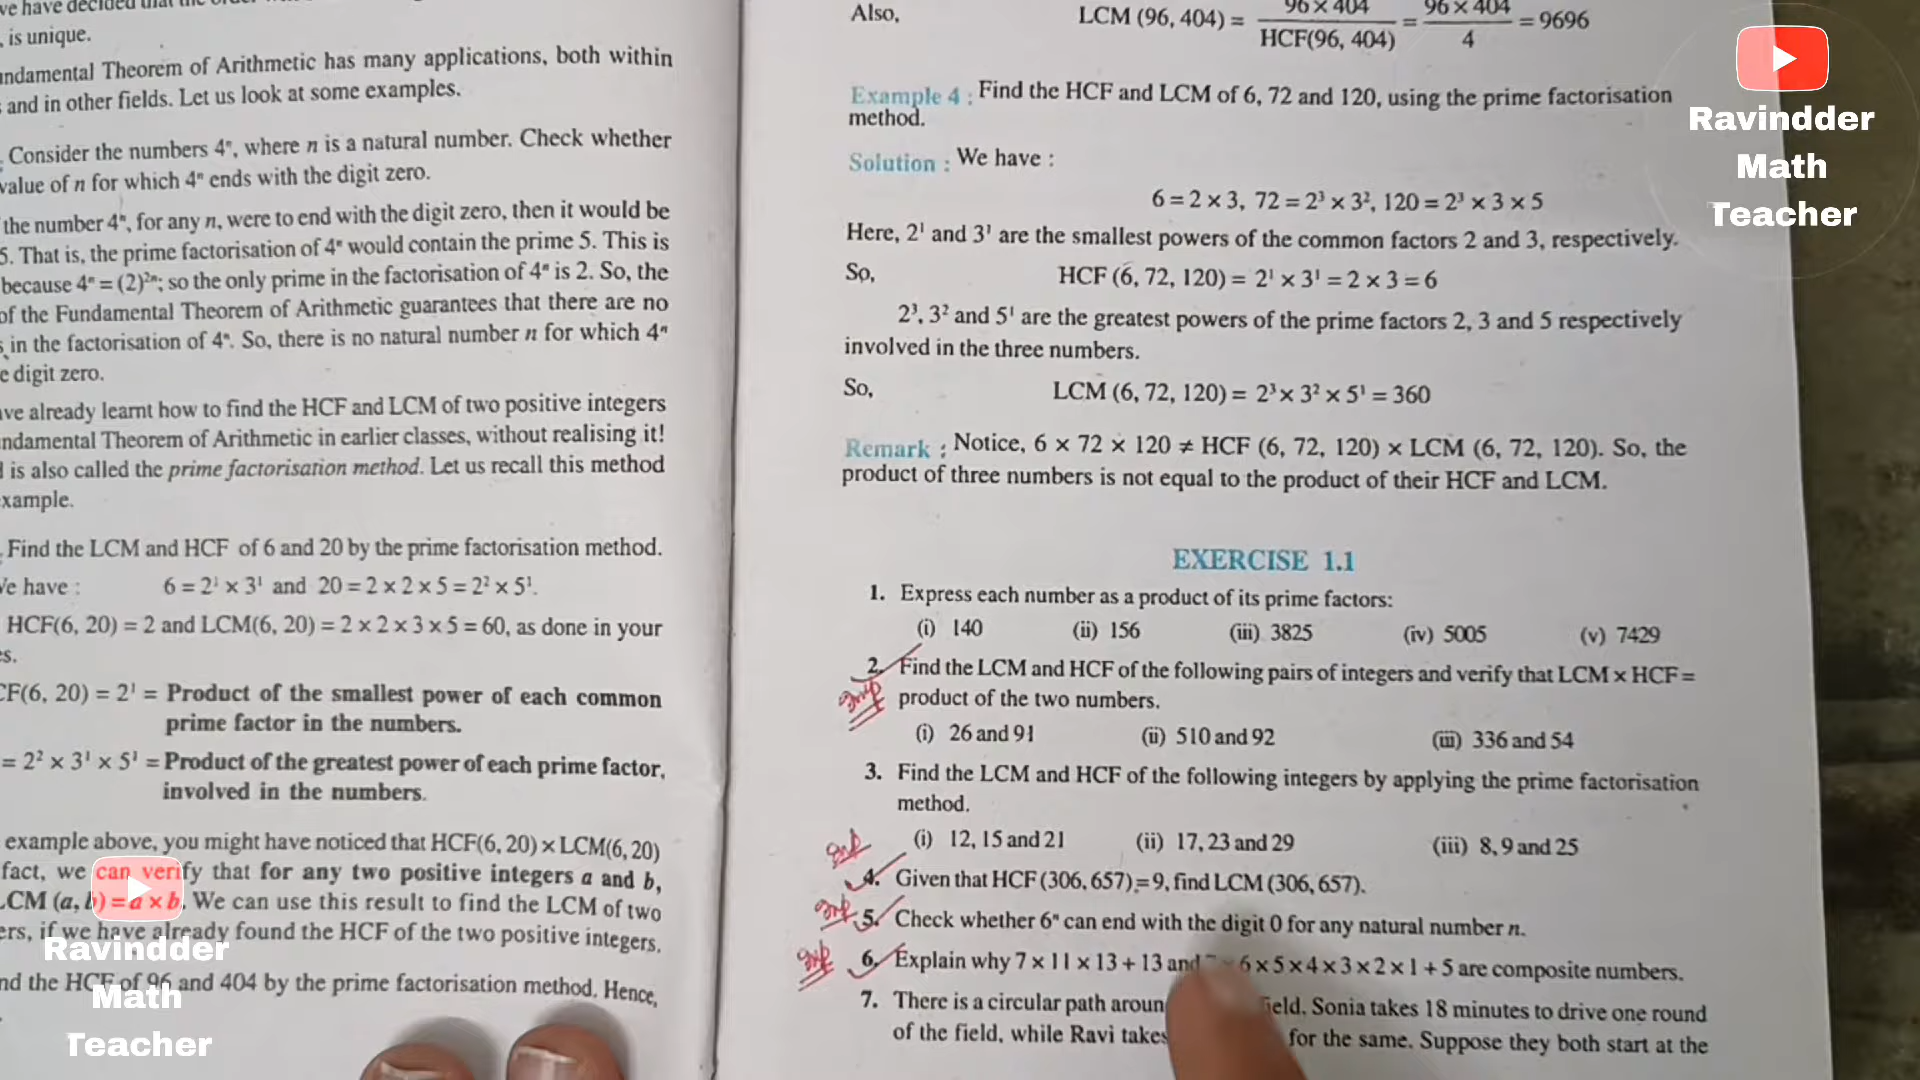 we have decided that the order
is unique.
ndamental Theorem of Arithmetic has many applications, both within
and in other fields. Let us look at some examples.
Consider the numbers 4ⁿ, where n is a natural number. Check whether
value of n for which 4ⁿ ends with the digit zero.
the number 4ⁿ, for any n, were to end with the digit zero, then it would be
5. That is, the prime factorisation of 4ⁿ would contain the prime 5. This is
because 4ⁿ = (2)²ⁿ; so the only prime in the factorisation of 4ⁿ is 2. So, the
of the Fundamental Theorem of Arithmetic guarantees that there are no
s in the factorisation of 4ⁿ. So, there is no natural number n for which 4ⁿ
e digit zero.
ve already learnt how to find the HCF and LCM of two positive integers
ndamental Theorem of Arithmetic in earlier classes, without realising it!
is also called the prime factorisation method. Let us recall this method
xample.
Find the LCM and HCF of 6 and 20 by the prime factorisation method.
We have : 6 = 2¹ × 3¹ and 20 = 2 × 2 × 5 = 2² × 5¹.
HCF(6, 20) = 2 and LCM(6, 20) = 2 × 2 × 3 × 5 = 60, as done in your
s.
CF(6, 20) = 2¹ = Product of the smallest power of each common
prime factor in the numbers.
= 2² × 3¹ × 5¹ = Product of the greatest power of each prime factor,
involved in the numbers.
example above, you might have noticed that HCF(6, 20) × LCM(6, 20)
fact, we can verify that for any two positive integers a and b,
LCM (a, b) = a × b. We can use this result to find the LCM of two
ers, if we have already found the HCF of the two positive integers.
nd the HCF of 96 and 404 by the prime factorisation method. Hence,
Also, LCM (96, 404) = 96 × 404 / HCF(96, 404) = 96 × 404 / 4 = 9696
Example 4 : Find the HCF and LCM of 6, 72 and 120, using the prime factorisation
method.
Solution : We have :
6 = 2 × 3, 72 = 2³ × 3², 120 = 2³ × 3 × 5
Here, 2¹ and 3¹ are the smallest powers of the common factors 2 and 3, respectively.
So, HCF (6, 72, 120) = 2¹ × 3¹ = 2 × 3 = 6
2³, 3² and 5¹ are the greatest powers of the prime factors 2, 3 and 5 respectively
involved in the three numbers.
So, LCM (6, 72, 120) = 2³ × 3² × 5¹ = 360
Remark : Notice, 6 × 72 × 120 ≠ HCF (6, 72, 120) × LCM (6, 72, 120). So, the
product of three numbers is not equal to the product of their HCF and LCM.
EXERCISE 1.1
1. Express each number as a product of its prime factors:
(i) 140 (ii) 156 (iii) 3825 (iv) 5005 (v) 7429
2. Find the LCM and HCF of the following pairs of integers and verify that LCM × HCF =
product of the two numbers.
(i) 26 and 91 (ii) 510 and 92 (iii) 336 and 54
3. Find the LCM and HCF of the following integers by applying the prime factorisation
method.
(i) 12, 15 and 21 (ii) 17, 23 and 29 (iii) 8, 9 and 25
4. Given that HCF (306, 657) = 9, find LCM (306, 657).
5. Check whether 6ⁿ can end with the digit 0 for any natural number n.
6. Explain why 7 × 11 × 13 + 13 and 7 × 6 × 5 × 4 × 3 × 2 × 1 + 5 are composite numbers.
7. There is a circular path aroun field. Sonia takes 18 minutes to drive one round
of the field, while Ravi takes for the same. Suppose they both start at the
Ravindder
Math
Teacher
Ravindder
Math
Teacher